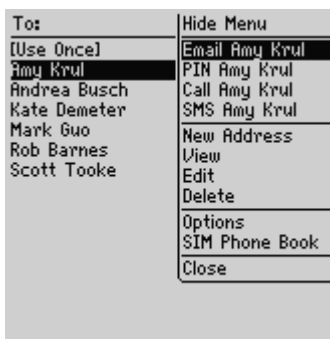 To:
[Use Once]
Amy Krul
Andrea Busch
Kate Demeter
Mark Guo
Rob Barnes
Scott Tooke
Hide Menu
Email Amy Krul
PIN Amy Krul
Call Amy Krul
SMS Amy Krul
New Address
View
Edit
Delete
Options
SIM Phone Book
Close